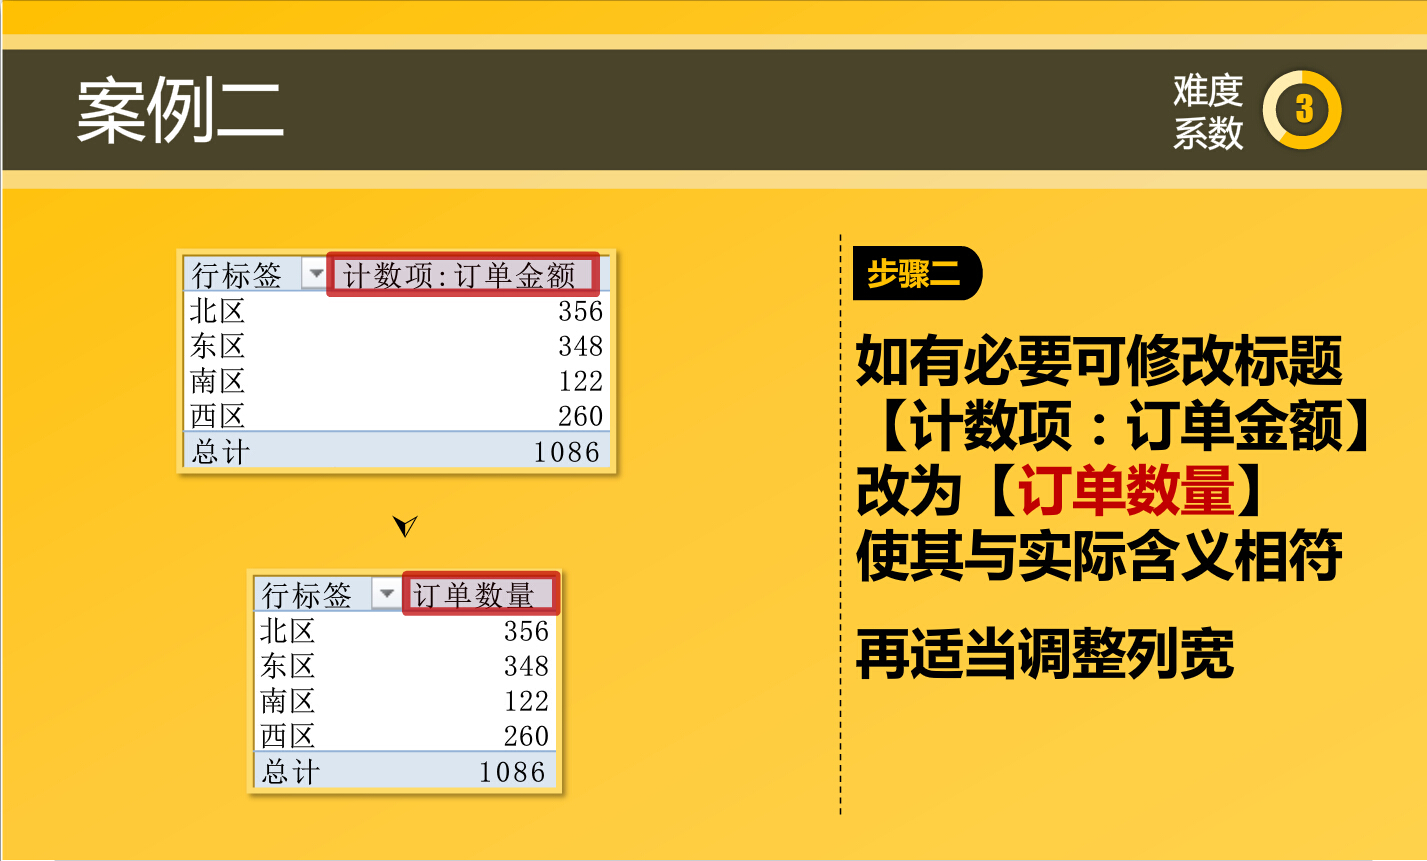 案例二
难度
系数
3
行标签 计数项:订单金额
北区 356
东区 348
南区 122
西区 260
总计 1086
行标签 订单数量
北区 356
东区 348
南区 122
西区 260
总计 1086
步骤二
如有必要可修改标题
【计数项：订单金额】
改为【订单数量】
使其与实际含义相符
再适当调整列宽